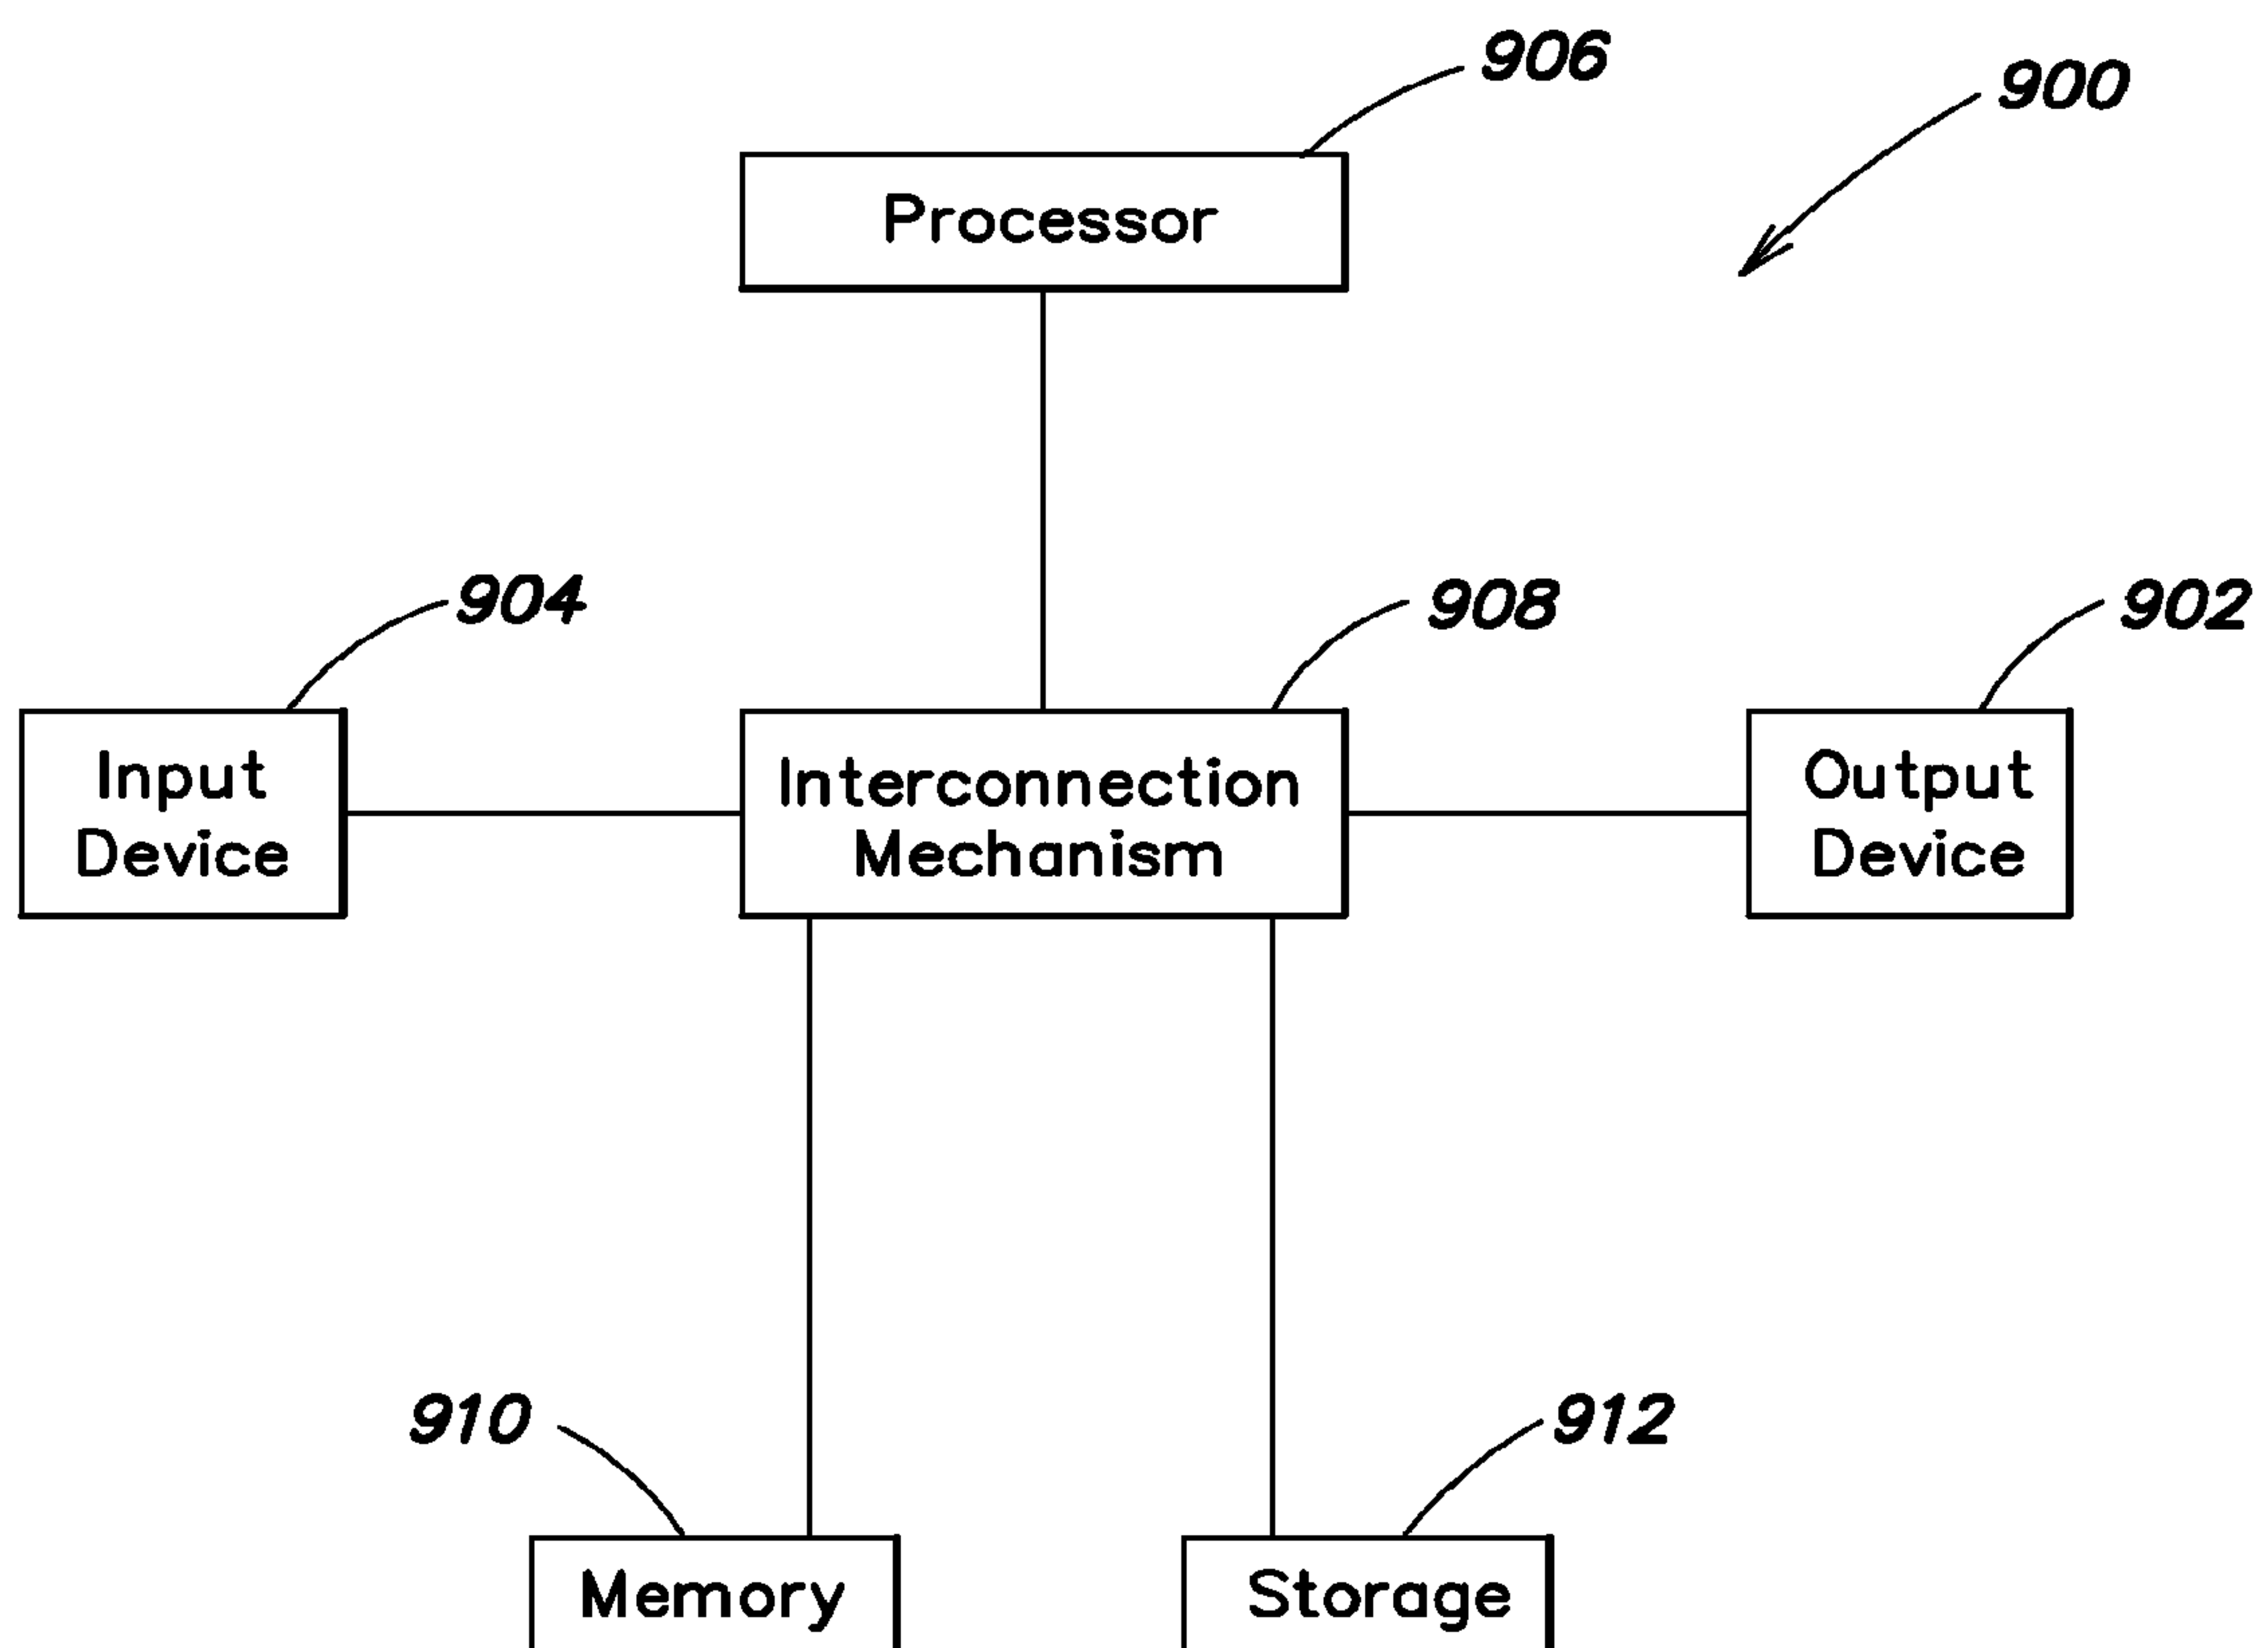 906
900
Processor
904
908
902
Input
Device
Interconnection
Mechanism
Output
Device
910
912
Memory
Storage